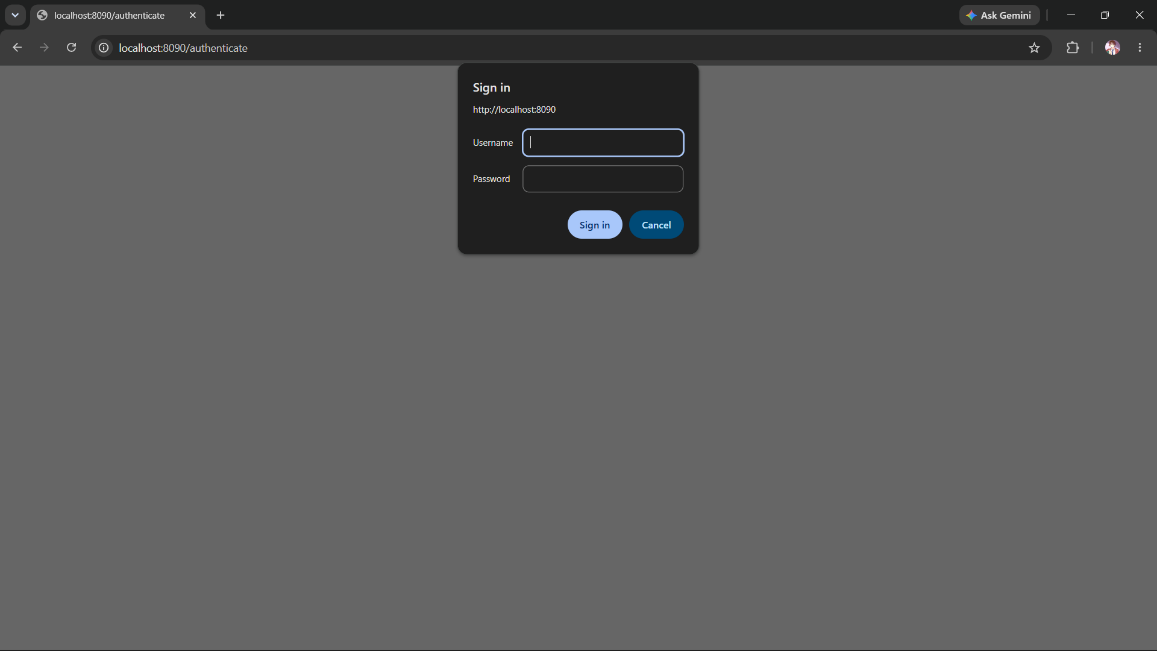 localhost:8090/authenticate
Ask Gemini
localhost:8090/authenticate
Sign in
http://localhost:8090
Username
Password
Sign in
Cancel